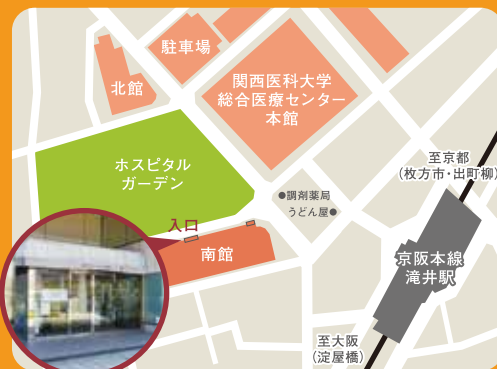 駐車場
北館
関西医科大学
総合医療センター
本館
ホスピタル
ガーデン
至京都
(枚方市・出町柳)
●調剤薬局
うどん屋●
入口
南館
京阪本線
滝井駅
至大阪
(淀屋橋)